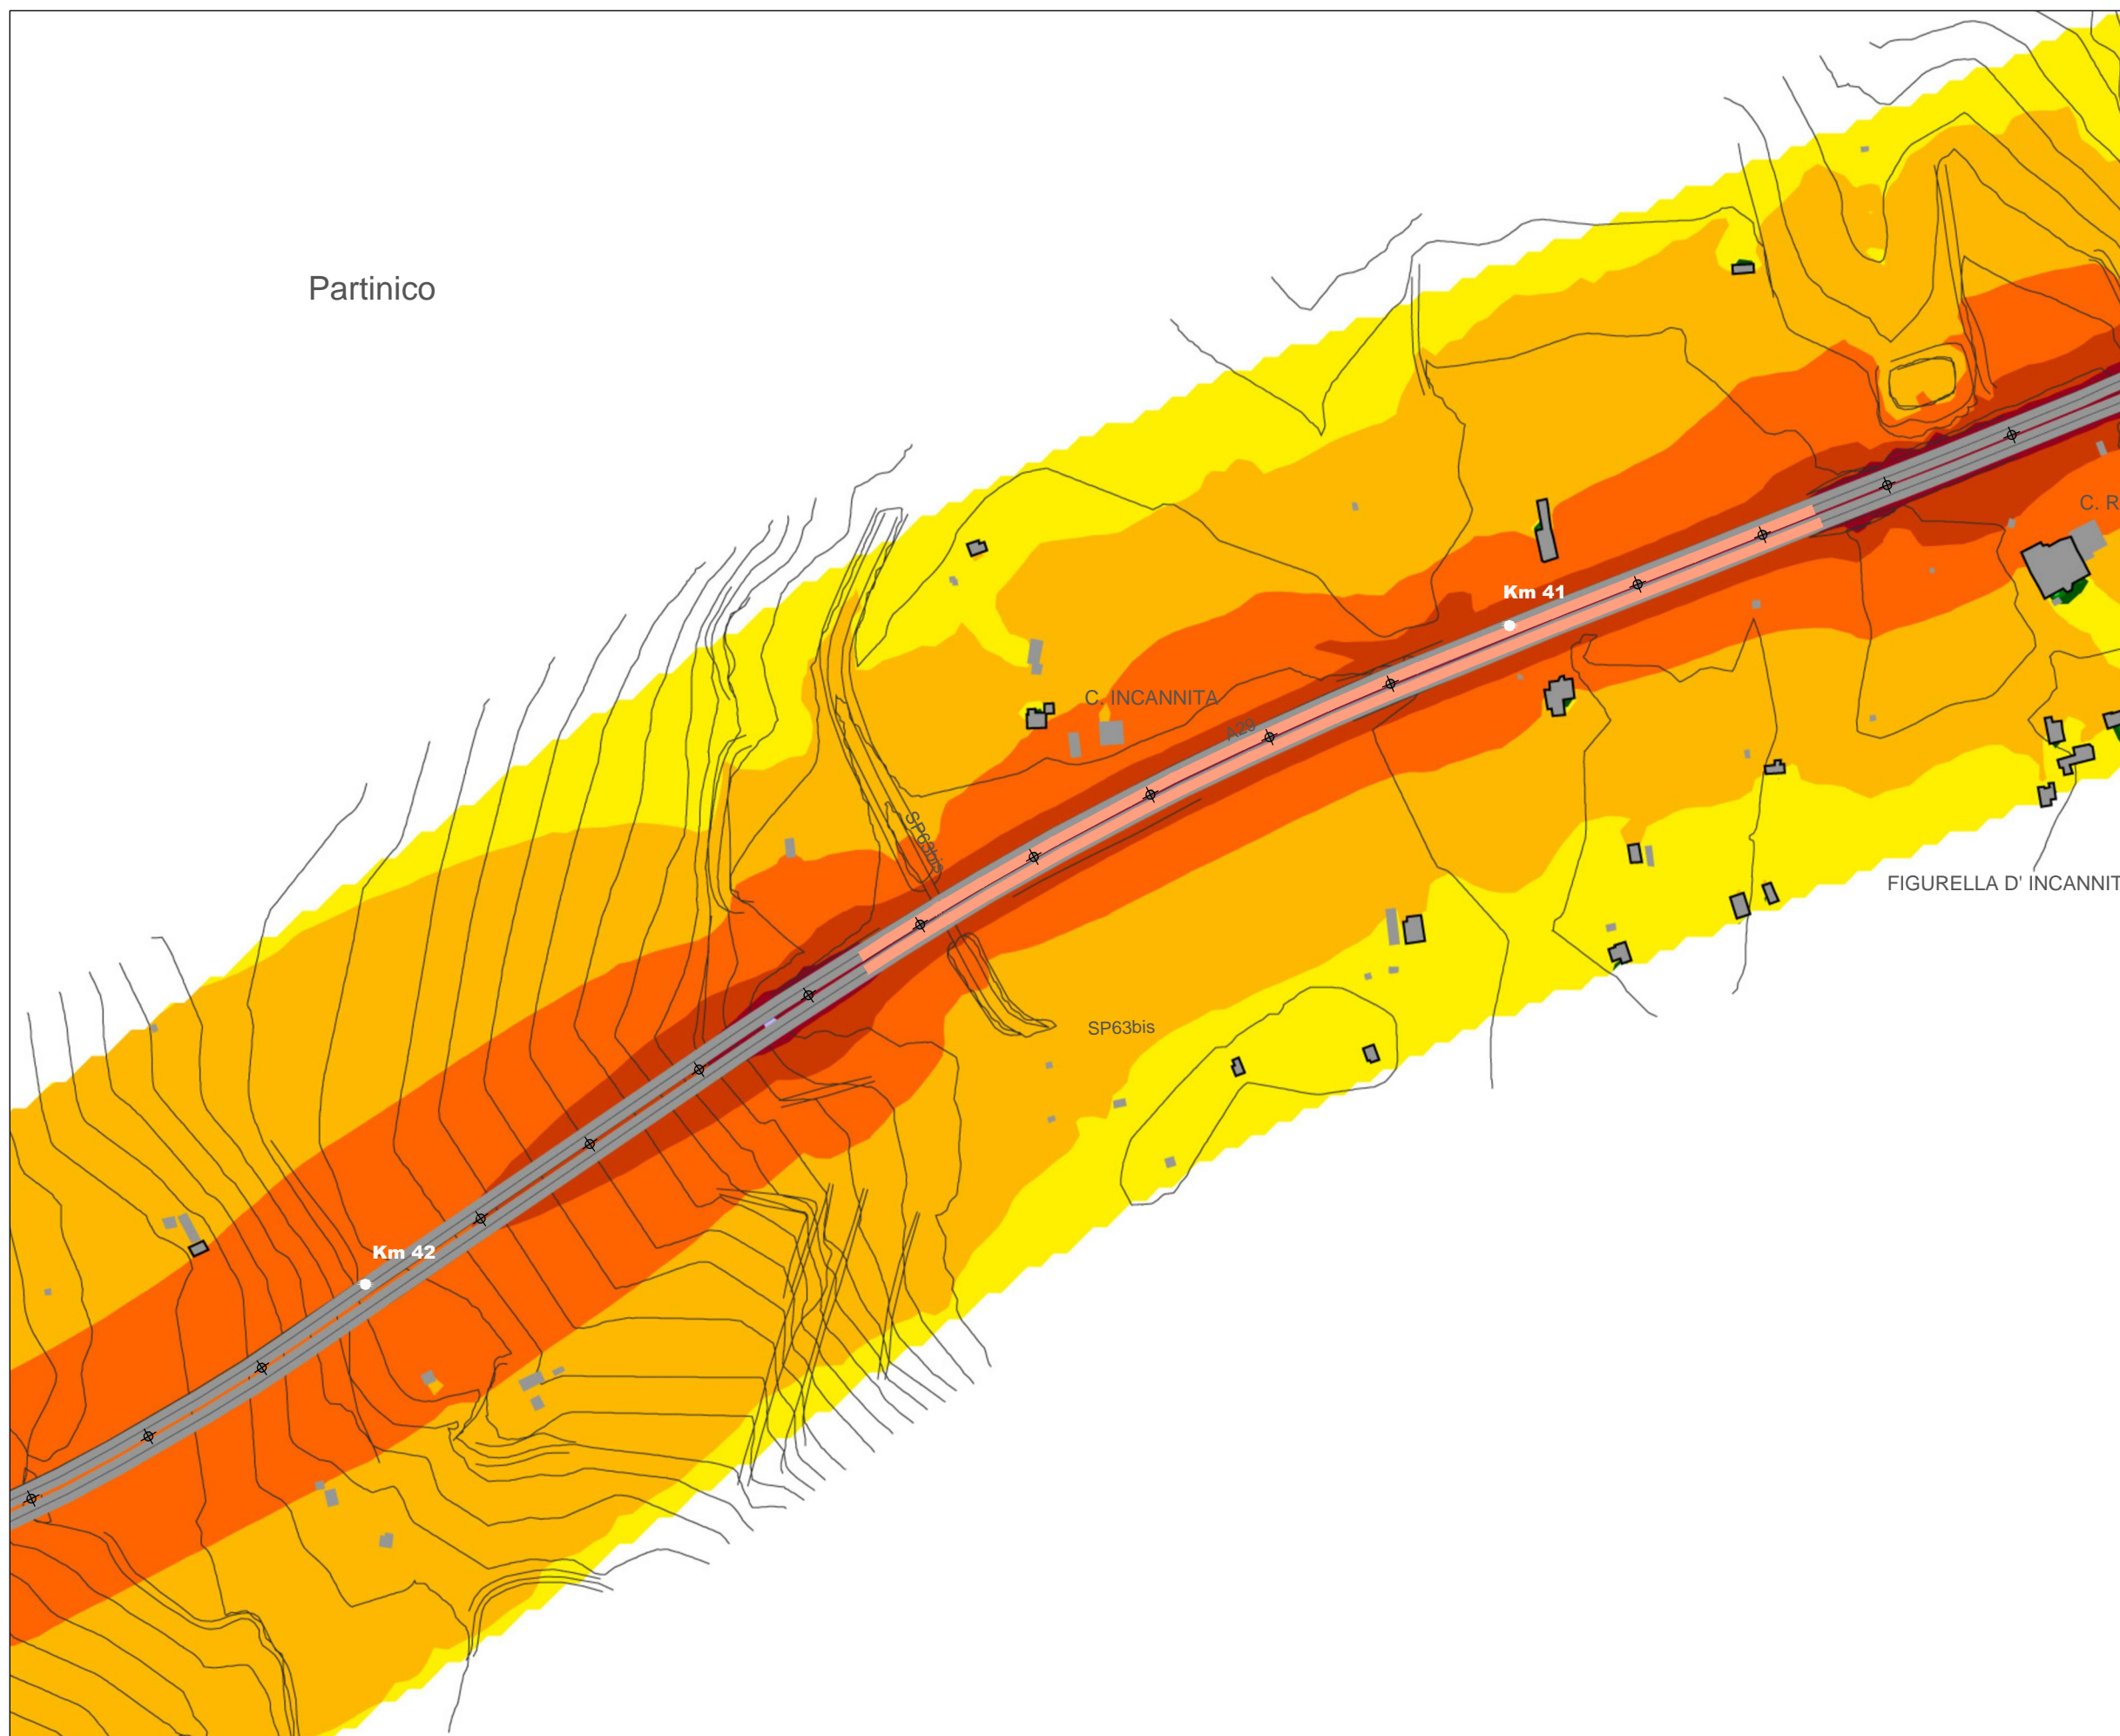 Partinico
C. R
Km 41
C. INCANNITA
A29
SP63bis
FIGURELLA D' INCANNIT
SP63bis
Km 42